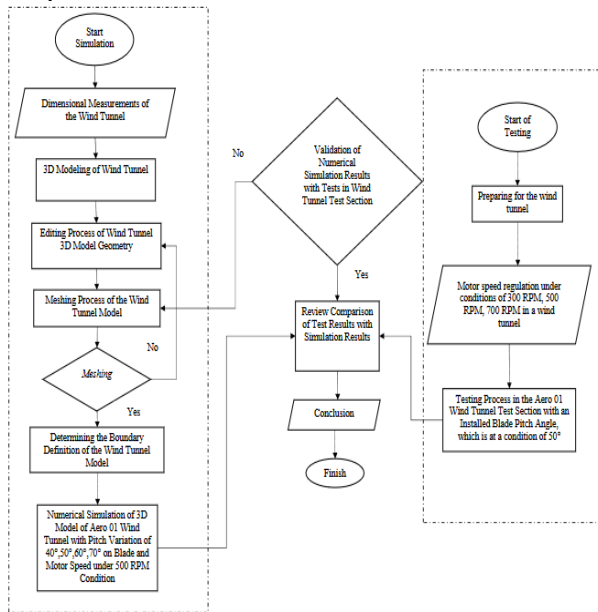 Start
Simulation
Dimensional Measurements of
the Wind Tunnel
3D Modeling of Wind Tunnel
Editing Process of Wind Tunnel
3D Model Geometry
Meshing Process of the Wind
Tunnel Model
No
Meshing
Yes
Determining the Boundary
Definition of the Wind Tunnel
Model
Numerical Simulation of 3D
Model of Aero 01 Wind
Tunnel with Pitch Variation of
40°,50°,60°,70° on Blade and
Motor Speed under 500 RPM
Condition
No
Validation of
Numerical
Simulation Results
with Tests in Wind
Tunnel Test Section
Yes
Review Comparison of
Test Results with
Simulation Results
Conclusion
Finish
Start of
Testing
Preparing for the wind
tunnel
Motor speed regulation under
conditions of 300 RPM, 500
RPM, 700 RPM in a wind
tunnel
Testing Process in the Aero 01
Wind Tunnel Test Section with an
Installed Blade Pitch Angle,
which is at a condition of 50°